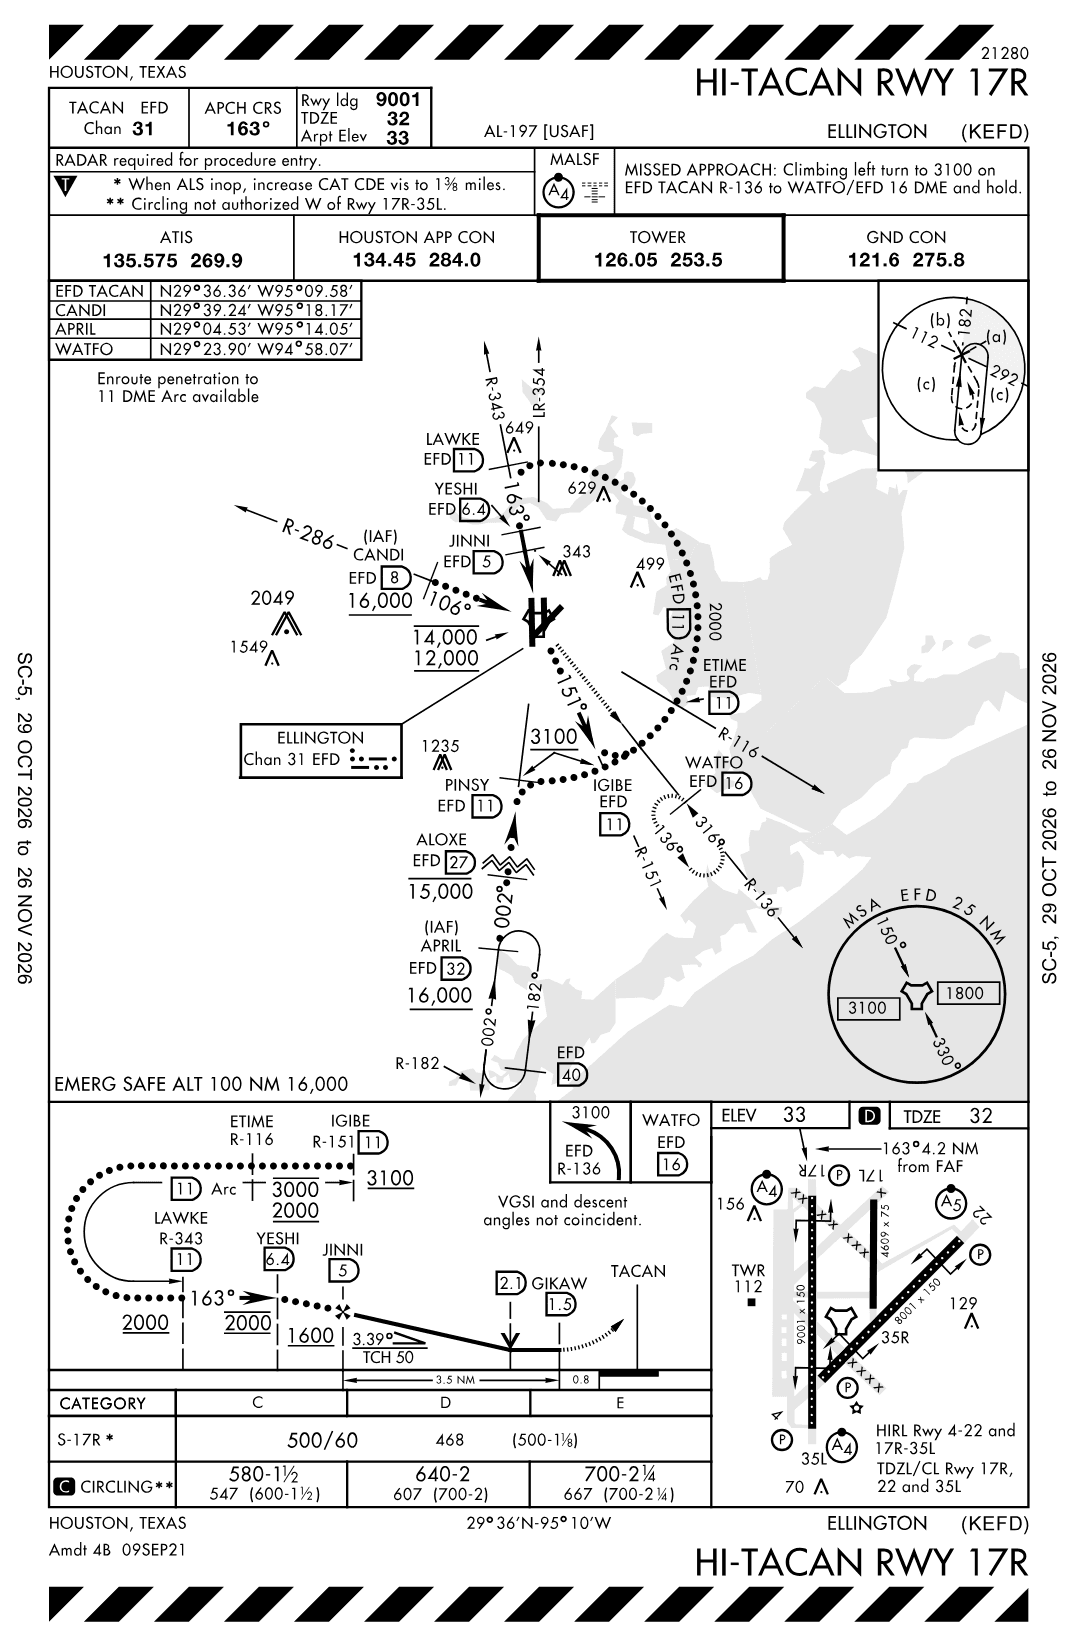 21280
HOUSTON, TEXAS
HI-TACAN RWY 17R
TACAN EFD
Chan 31
APCH CRS
163°
Rwy ldg 9001
TDZE 32
Arpt Elev 33
AL-197 [USAF]
ELLINGTON (KEFD)
RADAR required for procedure entry.
T
* When ALS inop, increase CAT CDE vis to 1⅜ miles.
** Circling not authorized W of Rwy 17R-35L.
MALSF
A4
MISSED APPROACH: Climbing left turn to 3100 on
EFD TACAN R-136 to WATFO/EFD 16 DME and hold.
ATIS
135.575 269.9
HOUSTON APP CON
134.45 284.0
TOWER
126.05 253.5
GND CON
121.6 275.8
EFD TACAN N29°36.36' W95°09.58'
CANDI N29°39.24' W95°18.17'
APRIL N29°04.53' W95°14.05'
WATFO N29°23.90' W94°58.07'
Enroute penetration to
11 DME Arc available
(b)
182
(a)
112
292
(c)
(c)
R-343
LR-354
649
LAWKE
EFD 11
163°
629
YESHI
EFD 6.4
R-286
(IAF)
CANDI
EFD 8
16,000
JINNI
EFD 5
343
499
106°
EFD 11 Arc
2000
2049
1549
14,000
12,000
ETIME
EFD
11
151°
R-116
ELLINGTON
Chan 31 EFD
1235
3100
PINSY
EFD 11
IGIBE
EFD
11
WATFO
EFD 16
316°
136°
R-151
R-136
ALOXE
EFD 27
15,000
002°
(IAF)
APRIL
EFD 32
16,000
182°
002°
R-182
EFD
40
MSA EFD 25 NM
150°
3100
1800
330°
EMERG SAFE ALT 100 NM 16,000
SC-5, 29 OCT 2026 to 26 NOV 2026
SC-5, 29 OCT 2026 to 26 NOV 2026
ETIME
R-116
IGIBE
R-151 11
3100
11 Arc
3000
2000
LAWKE
R-343
11
YESHI
6.4
JINNI
5
163°
2000
2000
1600
3.39°
TCH 50
3100
EFD
R-136
WATFO
EFD
16
VGSI and descent
angles not coincident.
2.1
GIKAW
1.5
TACAN
3.5 NM
0.8
ELEV 33
D
TDZE 32
163° 4.2 NM
from FAF
17R
P
17L
A4
156
A5
22
P
4609 x 75
TWR
112
9001 x 150
8001 x 150
129
35R
P
4
P
35L
A4
70
HIRL Rwy 4-22 and
17R-35L
TDZL/CL Rwy 17R,
22 and 35L
CATEGORY C D E
S-17R * 500/60 468 (500-1⅛)
C CIRCLING** 580-1½ 640-2 700-2¼
547 (600-1½) 607 (700-2) 667 (700-2¼)
HOUSTON, TEXAS
29°36'N-95°10'W
ELLINGTON (KEFD)
Amdt 4B 09SEP21
HI-TACAN RWY 17R